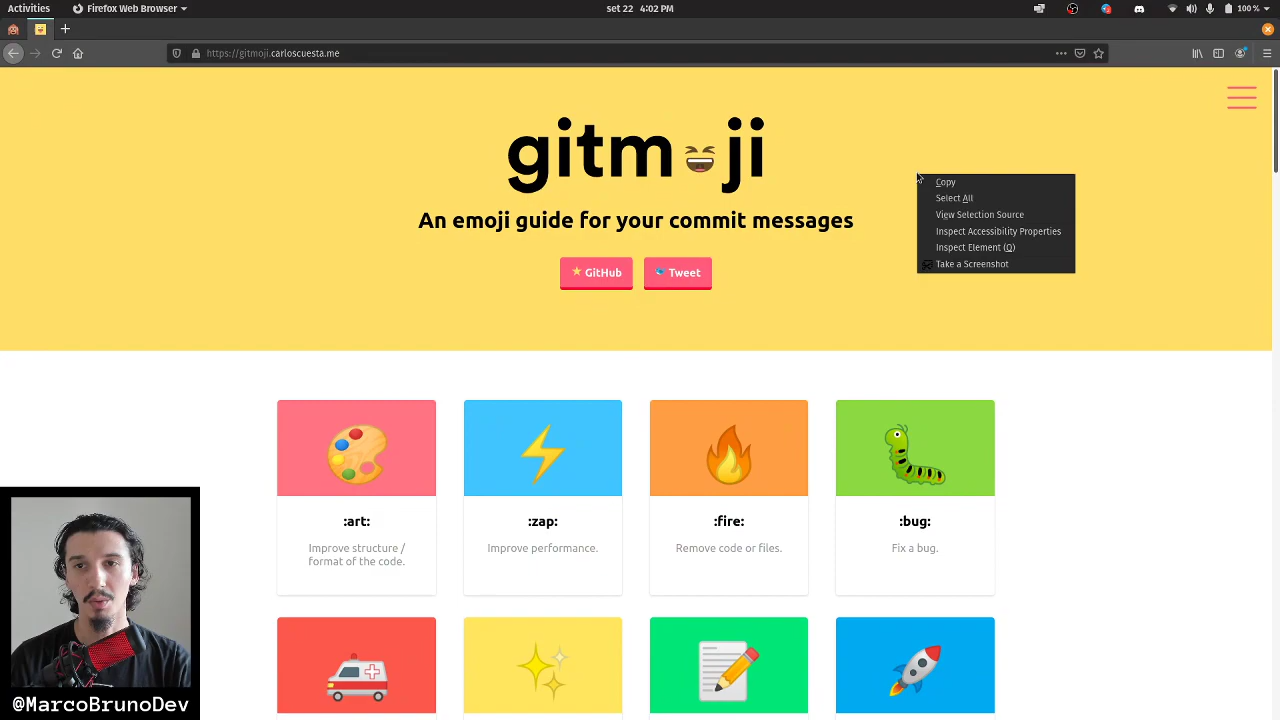 Activities
Firefox Web Browser
set 22 4:02 PM
100 %
https://gitmoji.carloscuesta.me
gitmoji
An emoji guide for your commit messages
GitHub
Tweet
Copy
Select All
View Selection Source
Inspect Accessibility Properties
Inspect Element (Q)
Take a Screenshot
:art:
Improve structure /
format of the code.
:zap:
Improve performance.
:fire:
Remove code or files.
:bug:
Fix a bug.
@MarcoBrunoDev